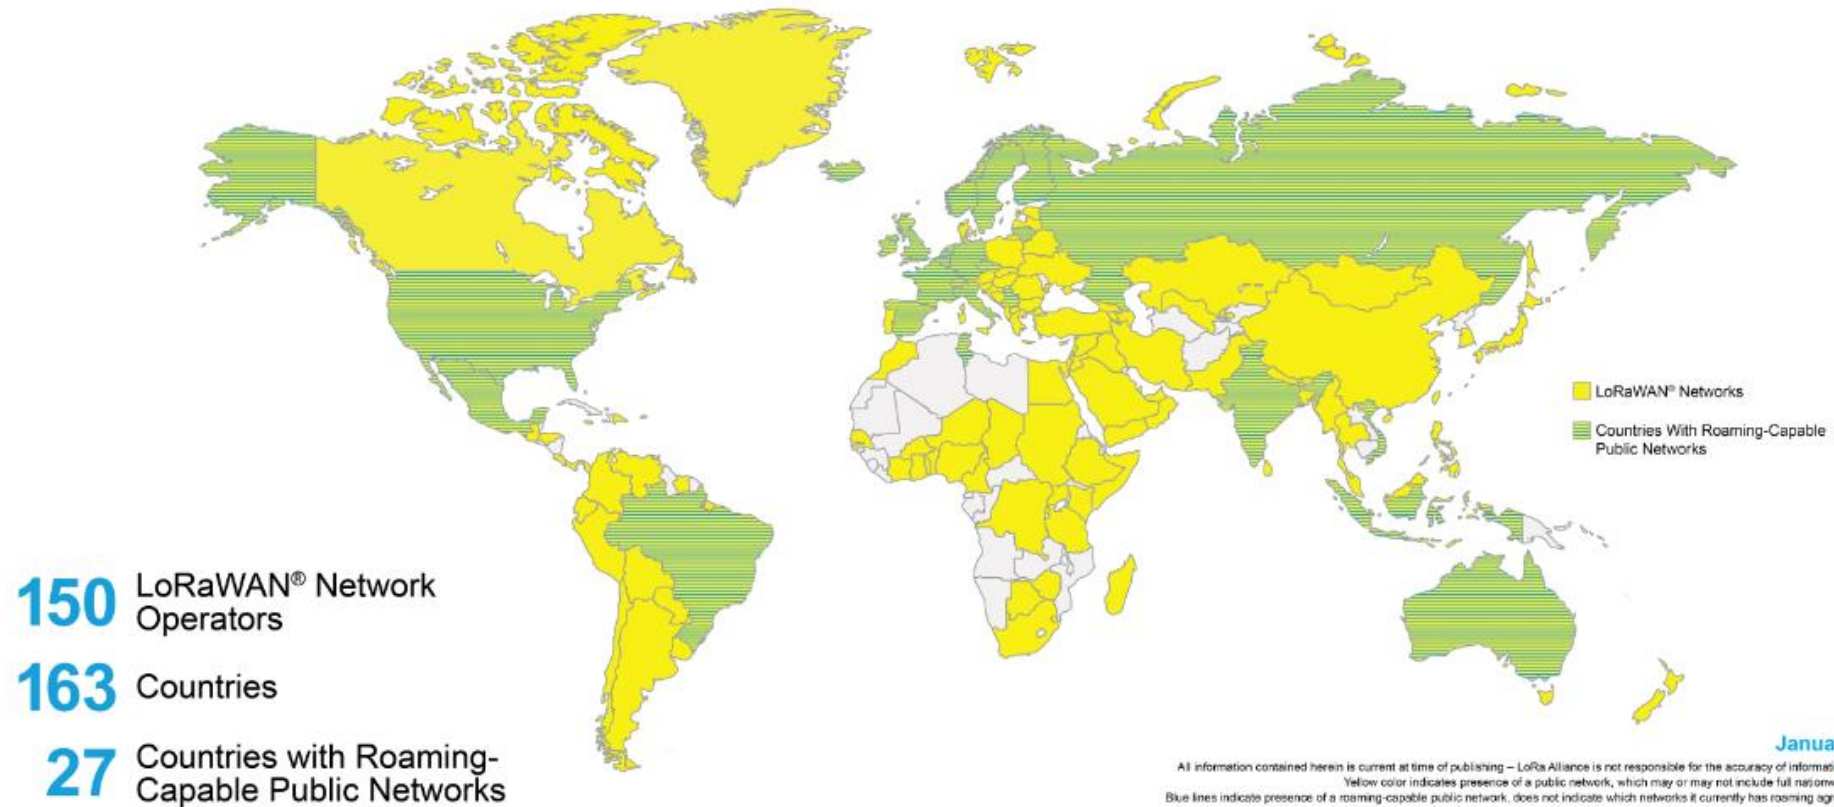 LoRaWAN® Networks
Countries With Roaming-Capable
Public Networks
150
LoRaWAN® Network
Operators
163
Countries
27
Countries with Roaming-
Capable Public Networks
Janua
All information contained herein is current at time of publishing – LoRa Alliance is not responsible for the accuracy of informati
Yellow color indicates presence of a public network, which may or may not include full nationw
Blue lines indicate presence of a roaming-capable public network, does not indicate which networks it currently has roaming agr